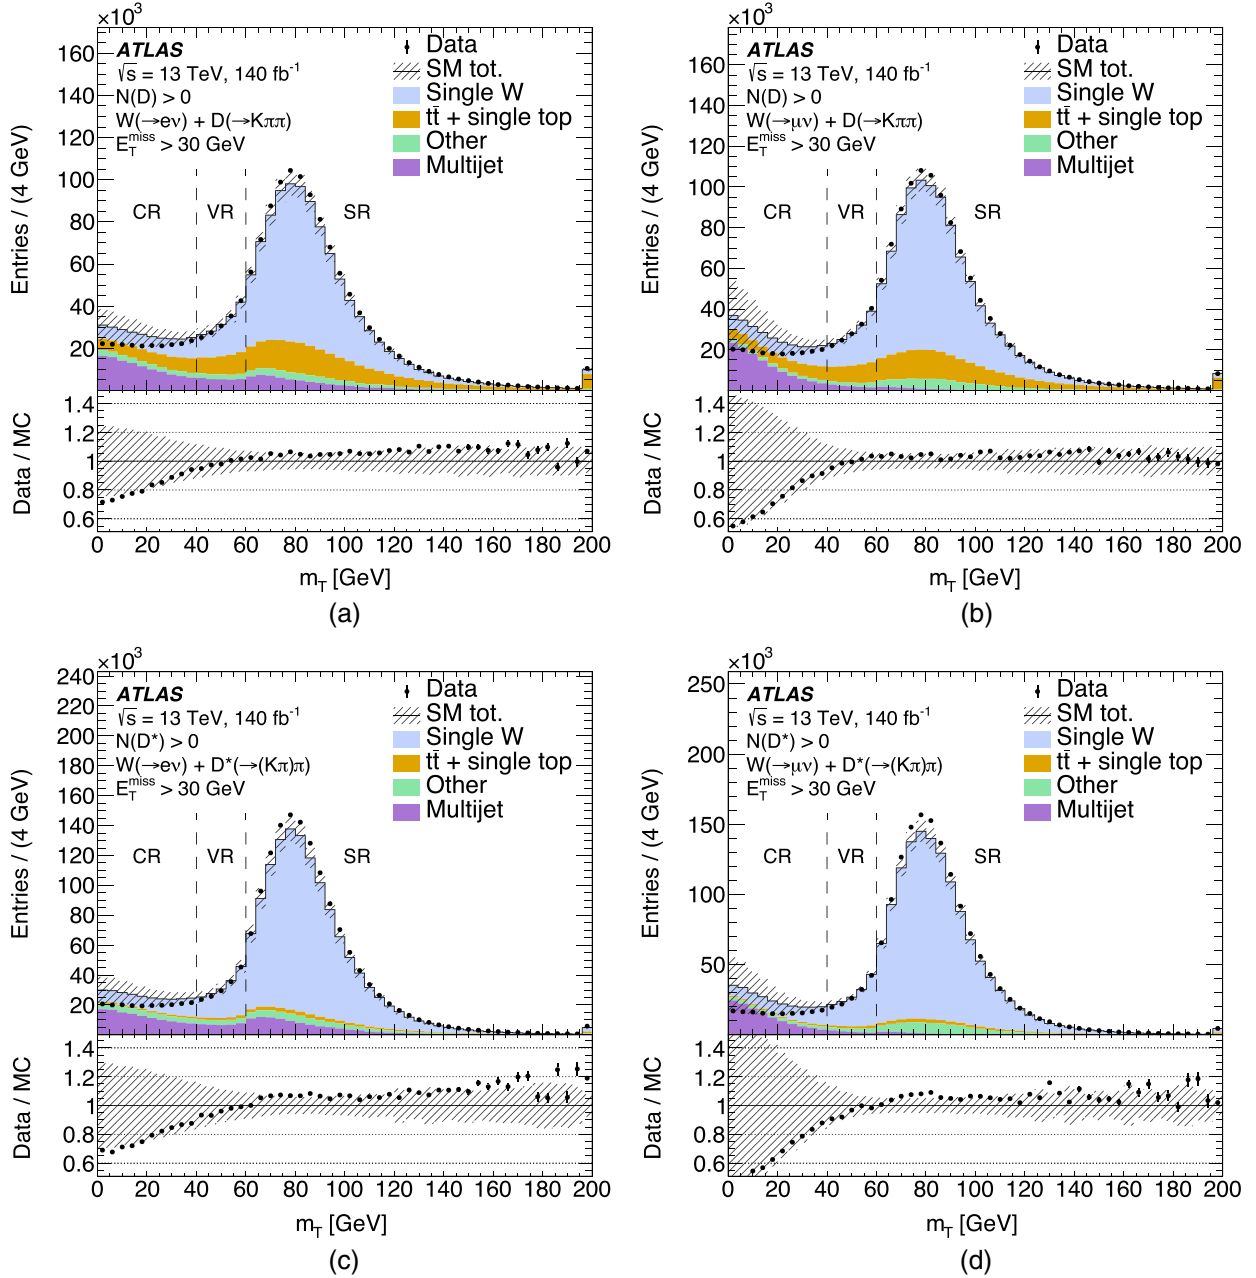 ×10³
160
140
120
100
80
60
40
20
Entries / (4 GeV)
ATLAS
√s = 13 TeV, 140 fb⁻¹
N(D) > 0
W(→eν) + D(→Kππ)
E_T^miss > 30 GeV
Data
SM tot.
Single W
tt̄ + single top
Other
Multijet
CR
VR
SR
1.4
1.2
1
0.8
0.6
Data / MC
0 20 40 60 80 100 120 140 160 180 200
m_T [GeV]
(a)
×10³
160
140
120
100
80
60
40
20
Entries / (4 GeV)
ATLAS
√s = 13 TeV, 140 fb⁻¹
N(D) > 0
W(→μν) + D(→Kππ)
E_T^miss > 30 GeV
Data
SM tot.
Single W
tt̄ + single top
Other
Multijet
CR
VR
SR
1.4
1.2
1
0.8
0.6
Data / MC
0 20 40 60 80 100 120 140 160 180 200
m_T [GeV]
(b)
×10³
240
220
200
180
160
140
120
100
80
60
40
20
Entries / (4 GeV)
ATLAS
√s = 13 TeV, 140 fb⁻¹
N(D*) > 0
W(→eν) + D*(→(Kπ)π)
E_T^miss > 30 GeV
Data
SM tot.
Single W
tt̄ + single top
Other
Multijet
CR
VR
SR
1.4
1.2
1
0.8
0.6
Data / MC
0 20 40 60 80 100 120 140 160 180 200
m_T [GeV]
(c)
×10³
250
200
150
100
50
Entries / (4 GeV)
ATLAS
√s = 13 TeV, 140 fb⁻¹
N(D*) > 0
W(→μν) + D*(→(Kπ)π)
E_T^miss > 30 GeV
Data
SM tot.
Single W
tt̄ + single top
Other
Multijet
CR
VR
SR
1.4
1.2
1
0.8
0.6
Data / MC
0 20 40 60 80 100 120 140 160 180 200
m_T [GeV]
(d)